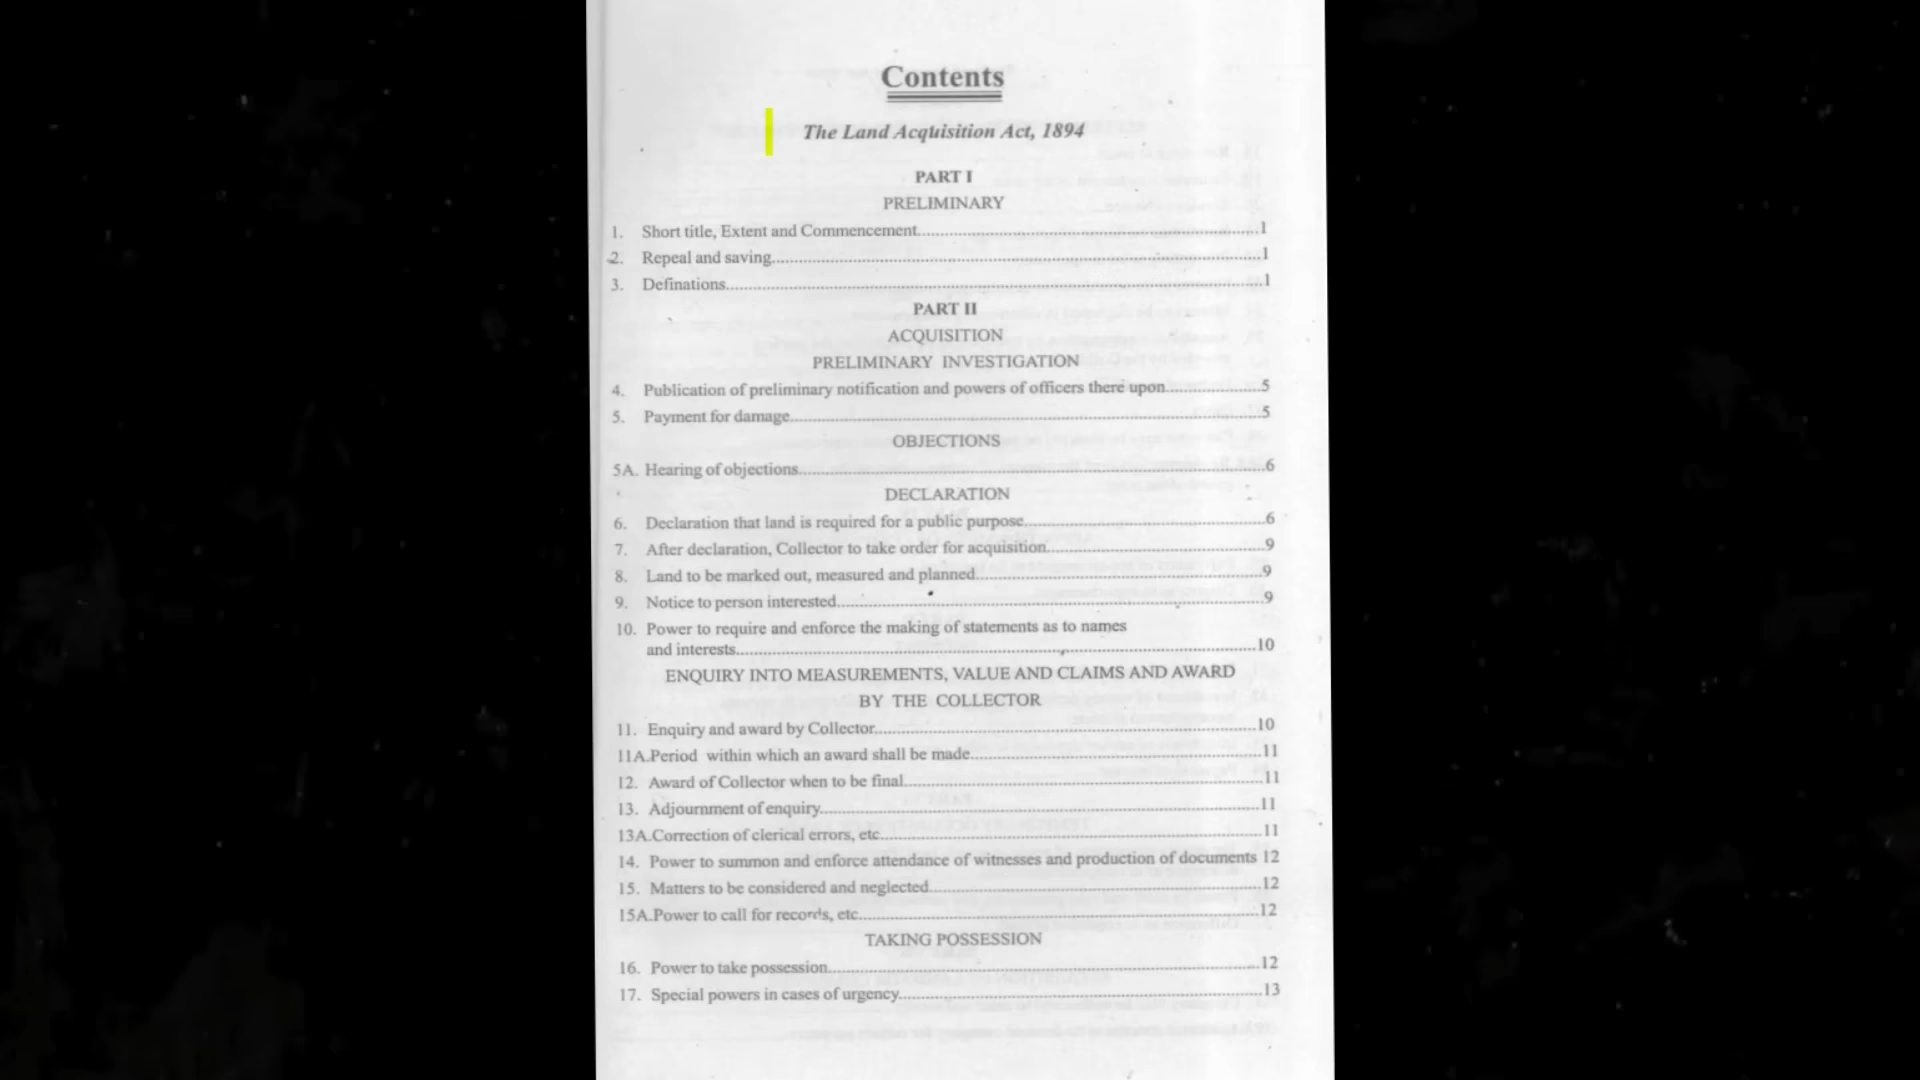 Contents
The Land Acquisition Act, 1894
PART I
PRELIMINARY
1. Short title, Extent and Commencement..........1
2. Repeal and saving..........1
3. Definations..........1
PART II
ACQUISITION
PRELIMINARY INVESTIGATION
4. Publication of preliminary notification and powers of officers there upon..........5
5. Payment for damage..........5
OBJECTIONS
5A. Hearing of objections..........6
DECLARATION
6. Declaration that land is required for a public purpose..........6
7. After declaration, Collector to take order for acquisition..........9
8. Land to be marked out, measured and planned..........9
9. Notice to person interested..........9
10. Power to require and enforce the making of statements as to names
and interests..........10
ENQUIRY INTO MEASUREMENTS, VALUE AND CLAIMS AND AWARD
BY THE COLLECTOR
11. Enquiry and award by Collector..........10
11A.Period within which an award shall be made..........11
12. Award of Collector when to be final..........11
13. Adjournment of enquiry..........11
13A.Correction of clerical errors, etc..........11
14. Power to summon and enforce attendance of witnesses and production of documents 12
15. Matters to be considered and neglected..........12
15A.Power to call for records, etc..........12
TAKING POSSESSION
16. Power to take possession..........12
17. Special powers in cases of urgency..........13